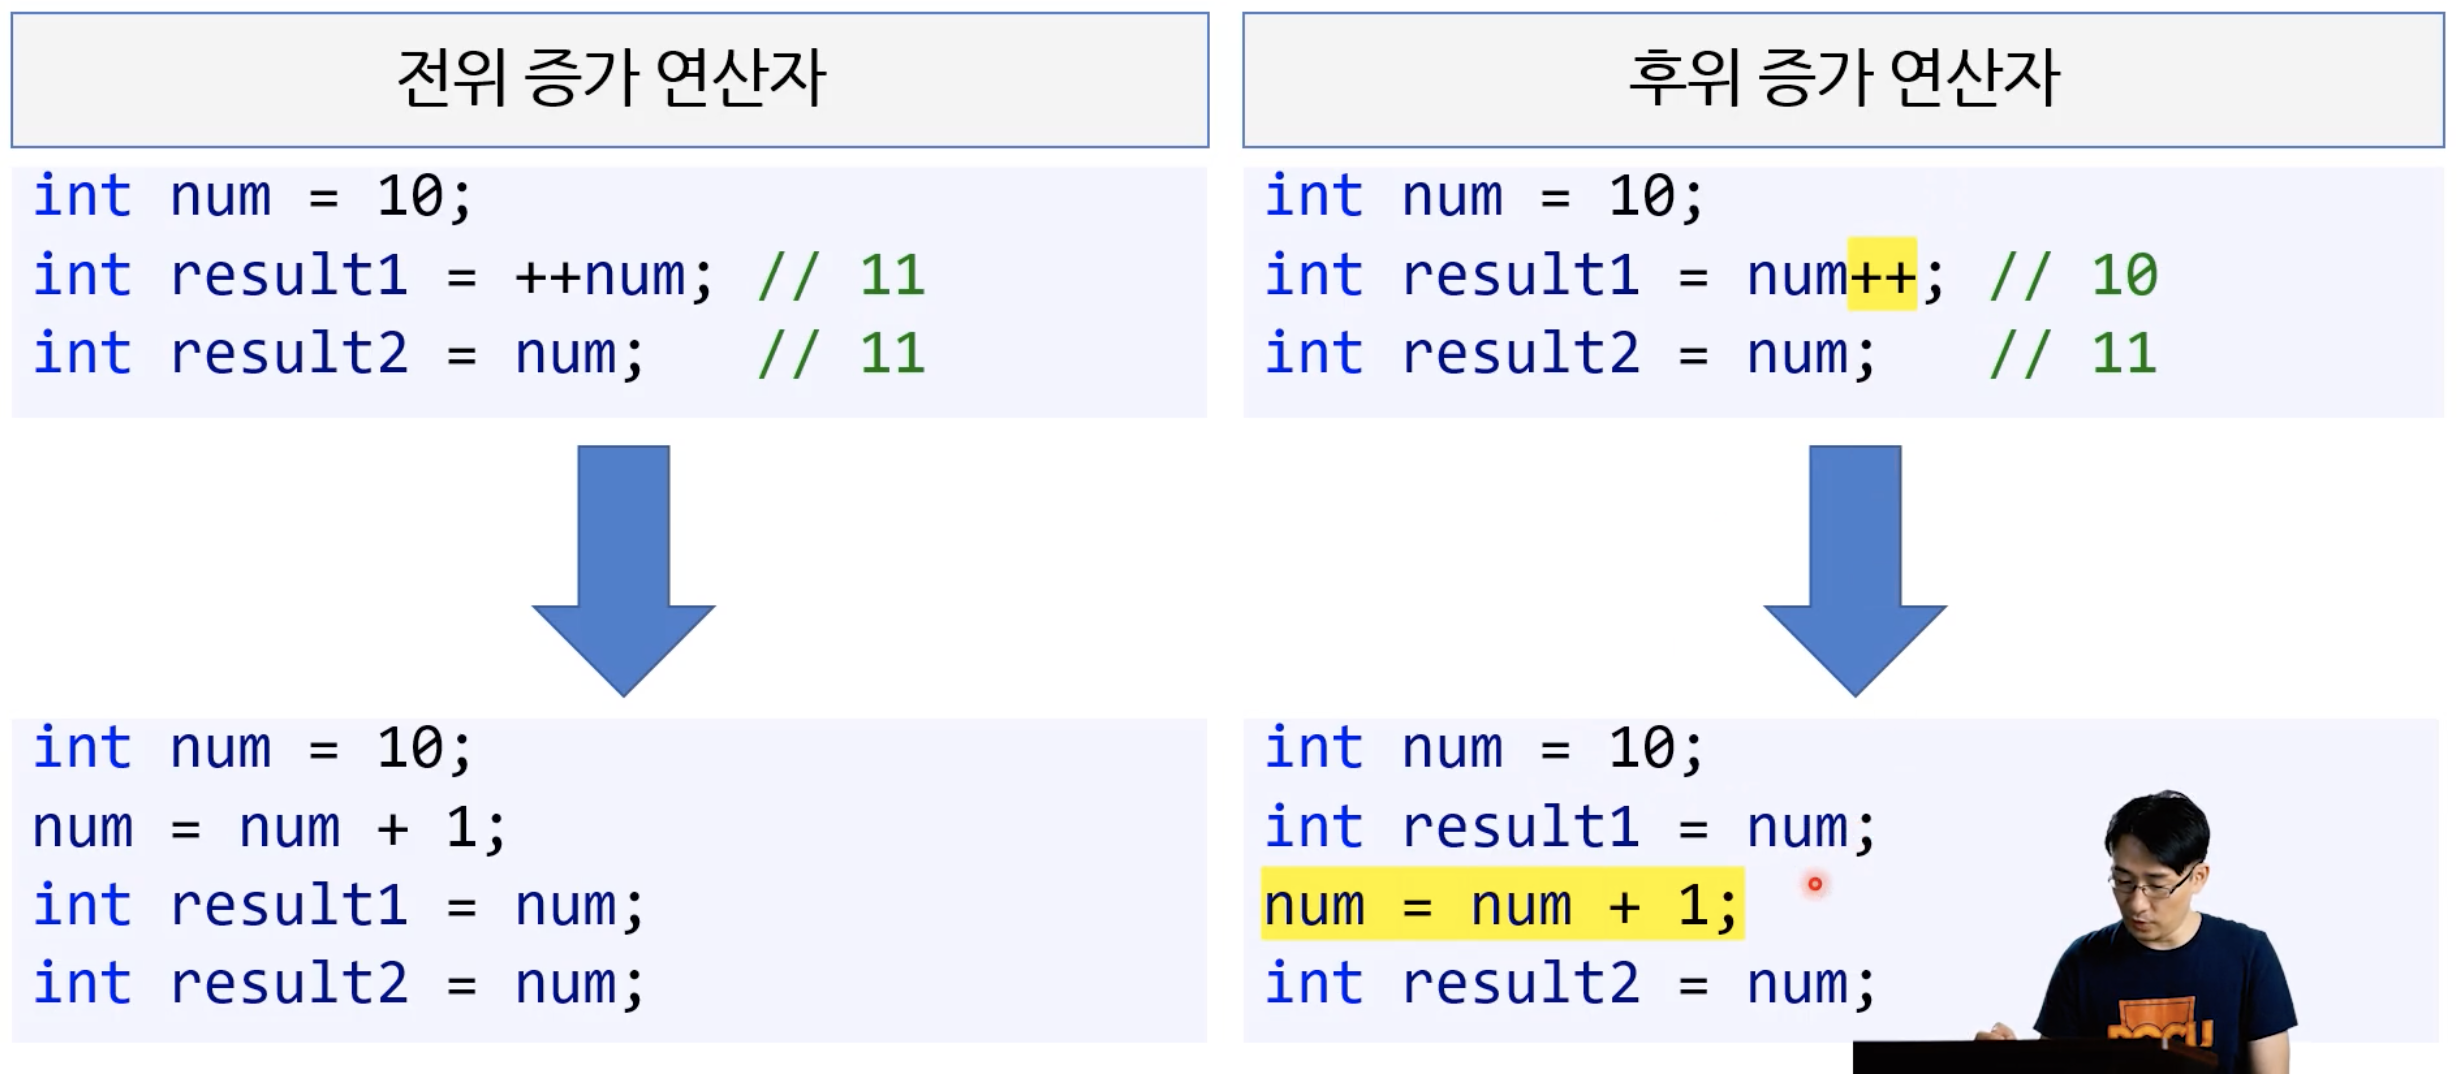 전위 증가 연산자
int num = 10;
int result1 = ++num; // 11
int result2 = num; // 11
int num = 10;
num = num + 1;
int result1 = num;
int result2 = num;
후위 증가 연산자
int num = 10;
int result1 = num++; // 10
int result2 = num; // 11
int num = 10;
int result1 = num;
num = num + 1;
int result2 = num;